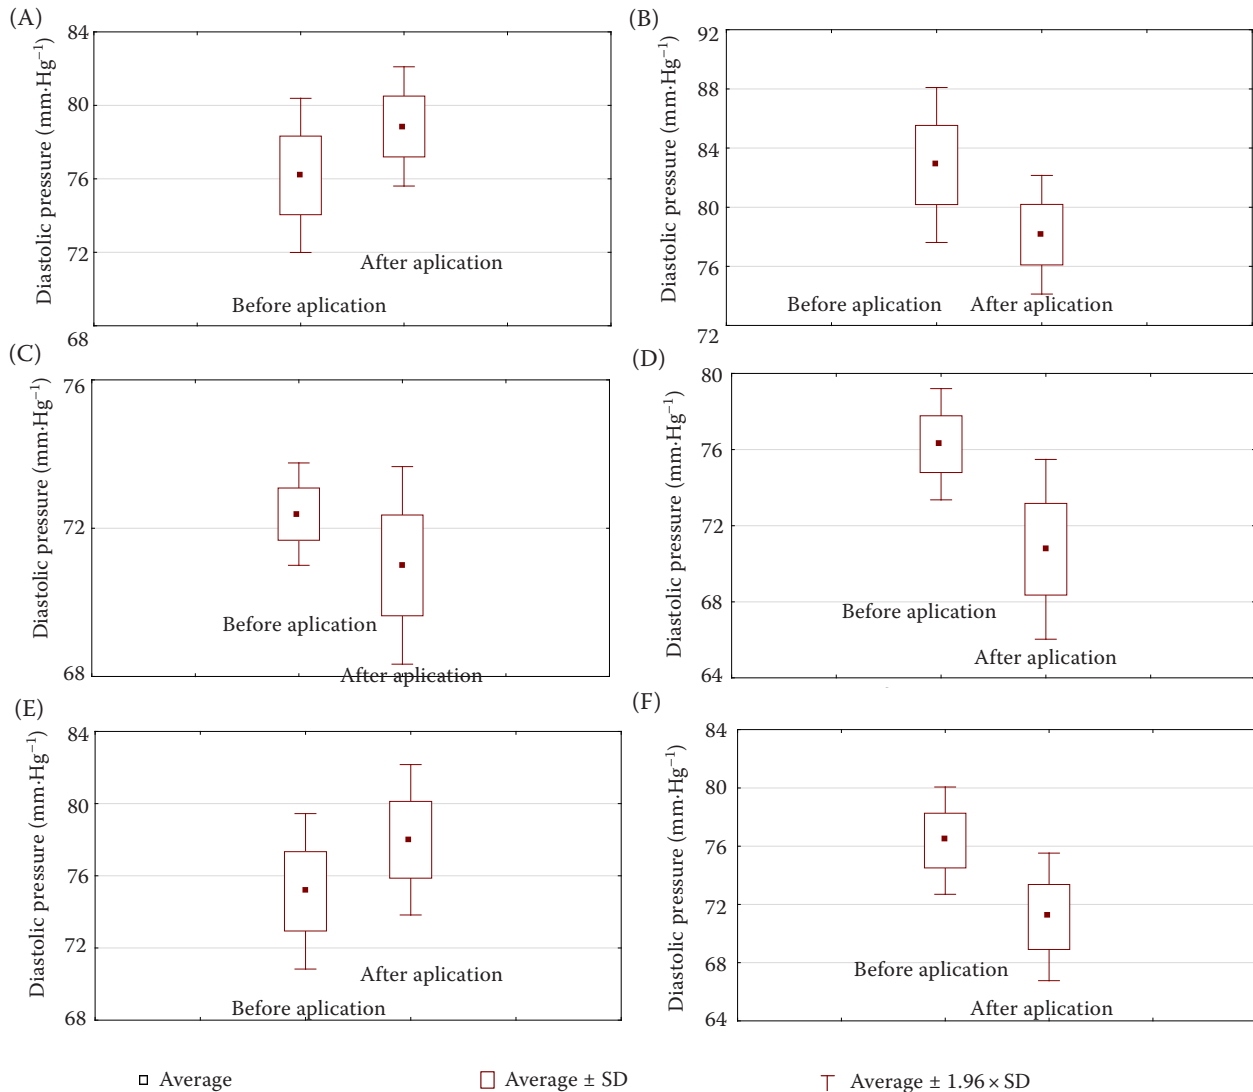 (A)
Diastolic pressure (mm·Hg⁻¹)
84
80
76
72
68
Before aplication
After aplication
(B)
Diastolic pressure (mm·Hg⁻¹)
92
88
84
80
76
72
Before aplication
After aplication
(C)
Diastolic pressure (mm·Hg⁻¹)
76
72
68
Before aplication
After aplication
(D)
Diastolic pressure (mm·Hg⁻¹)
80
76
72
68
64
Before aplication
After aplication
(E)
Diastolic pressure (mm·Hg⁻¹)
84
80
76
72
68
Before aplication
After aplication
(F)
Diastolic pressure (mm·Hg⁻¹)
84
80
76
72
68
64
Before aplication
After aplication
Average
Average ± SD
Average ± 1.96 × SD